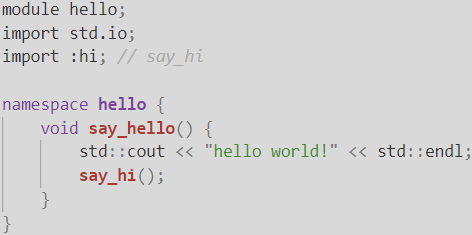 module hello;
import std.io;
import :hi; // say_hi
namespace hello {
void say_hello() {
std::cout << "hello world!" << std::endl;
say_hi();
}
}